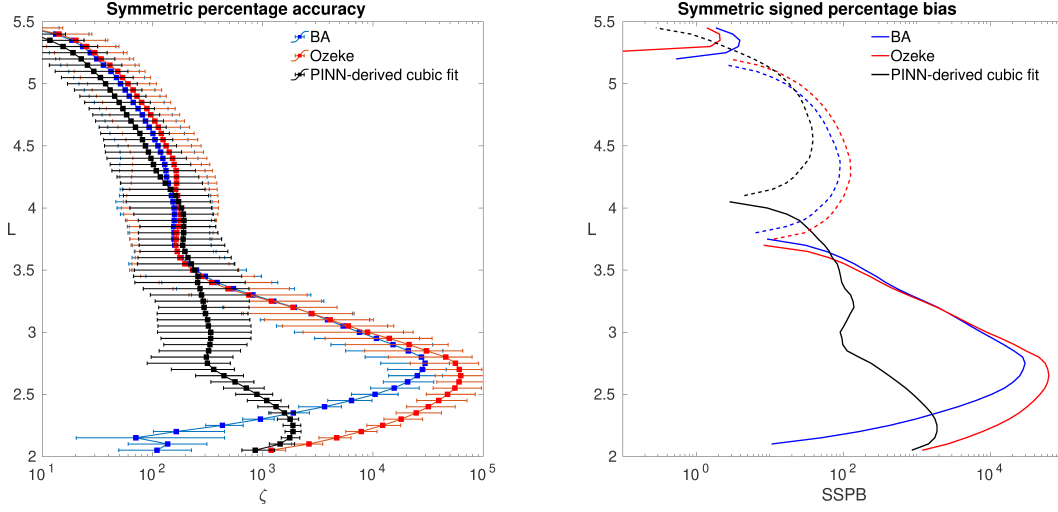 Symmetric percentage accuracy
5.5
5
4.5
4
L
3.5
3
2.5
2
BA
Ozeke
PINN-derived cubic fit
10^1 10^2 10^3 10^4 10^5
ζ
Symmetric signed percentage bias
5.5
5
4.5
4
L
3.5
3
2.5
2
BA
Ozeke
PINN-derived cubic fit
10^0 10^2 10^4
SSPB